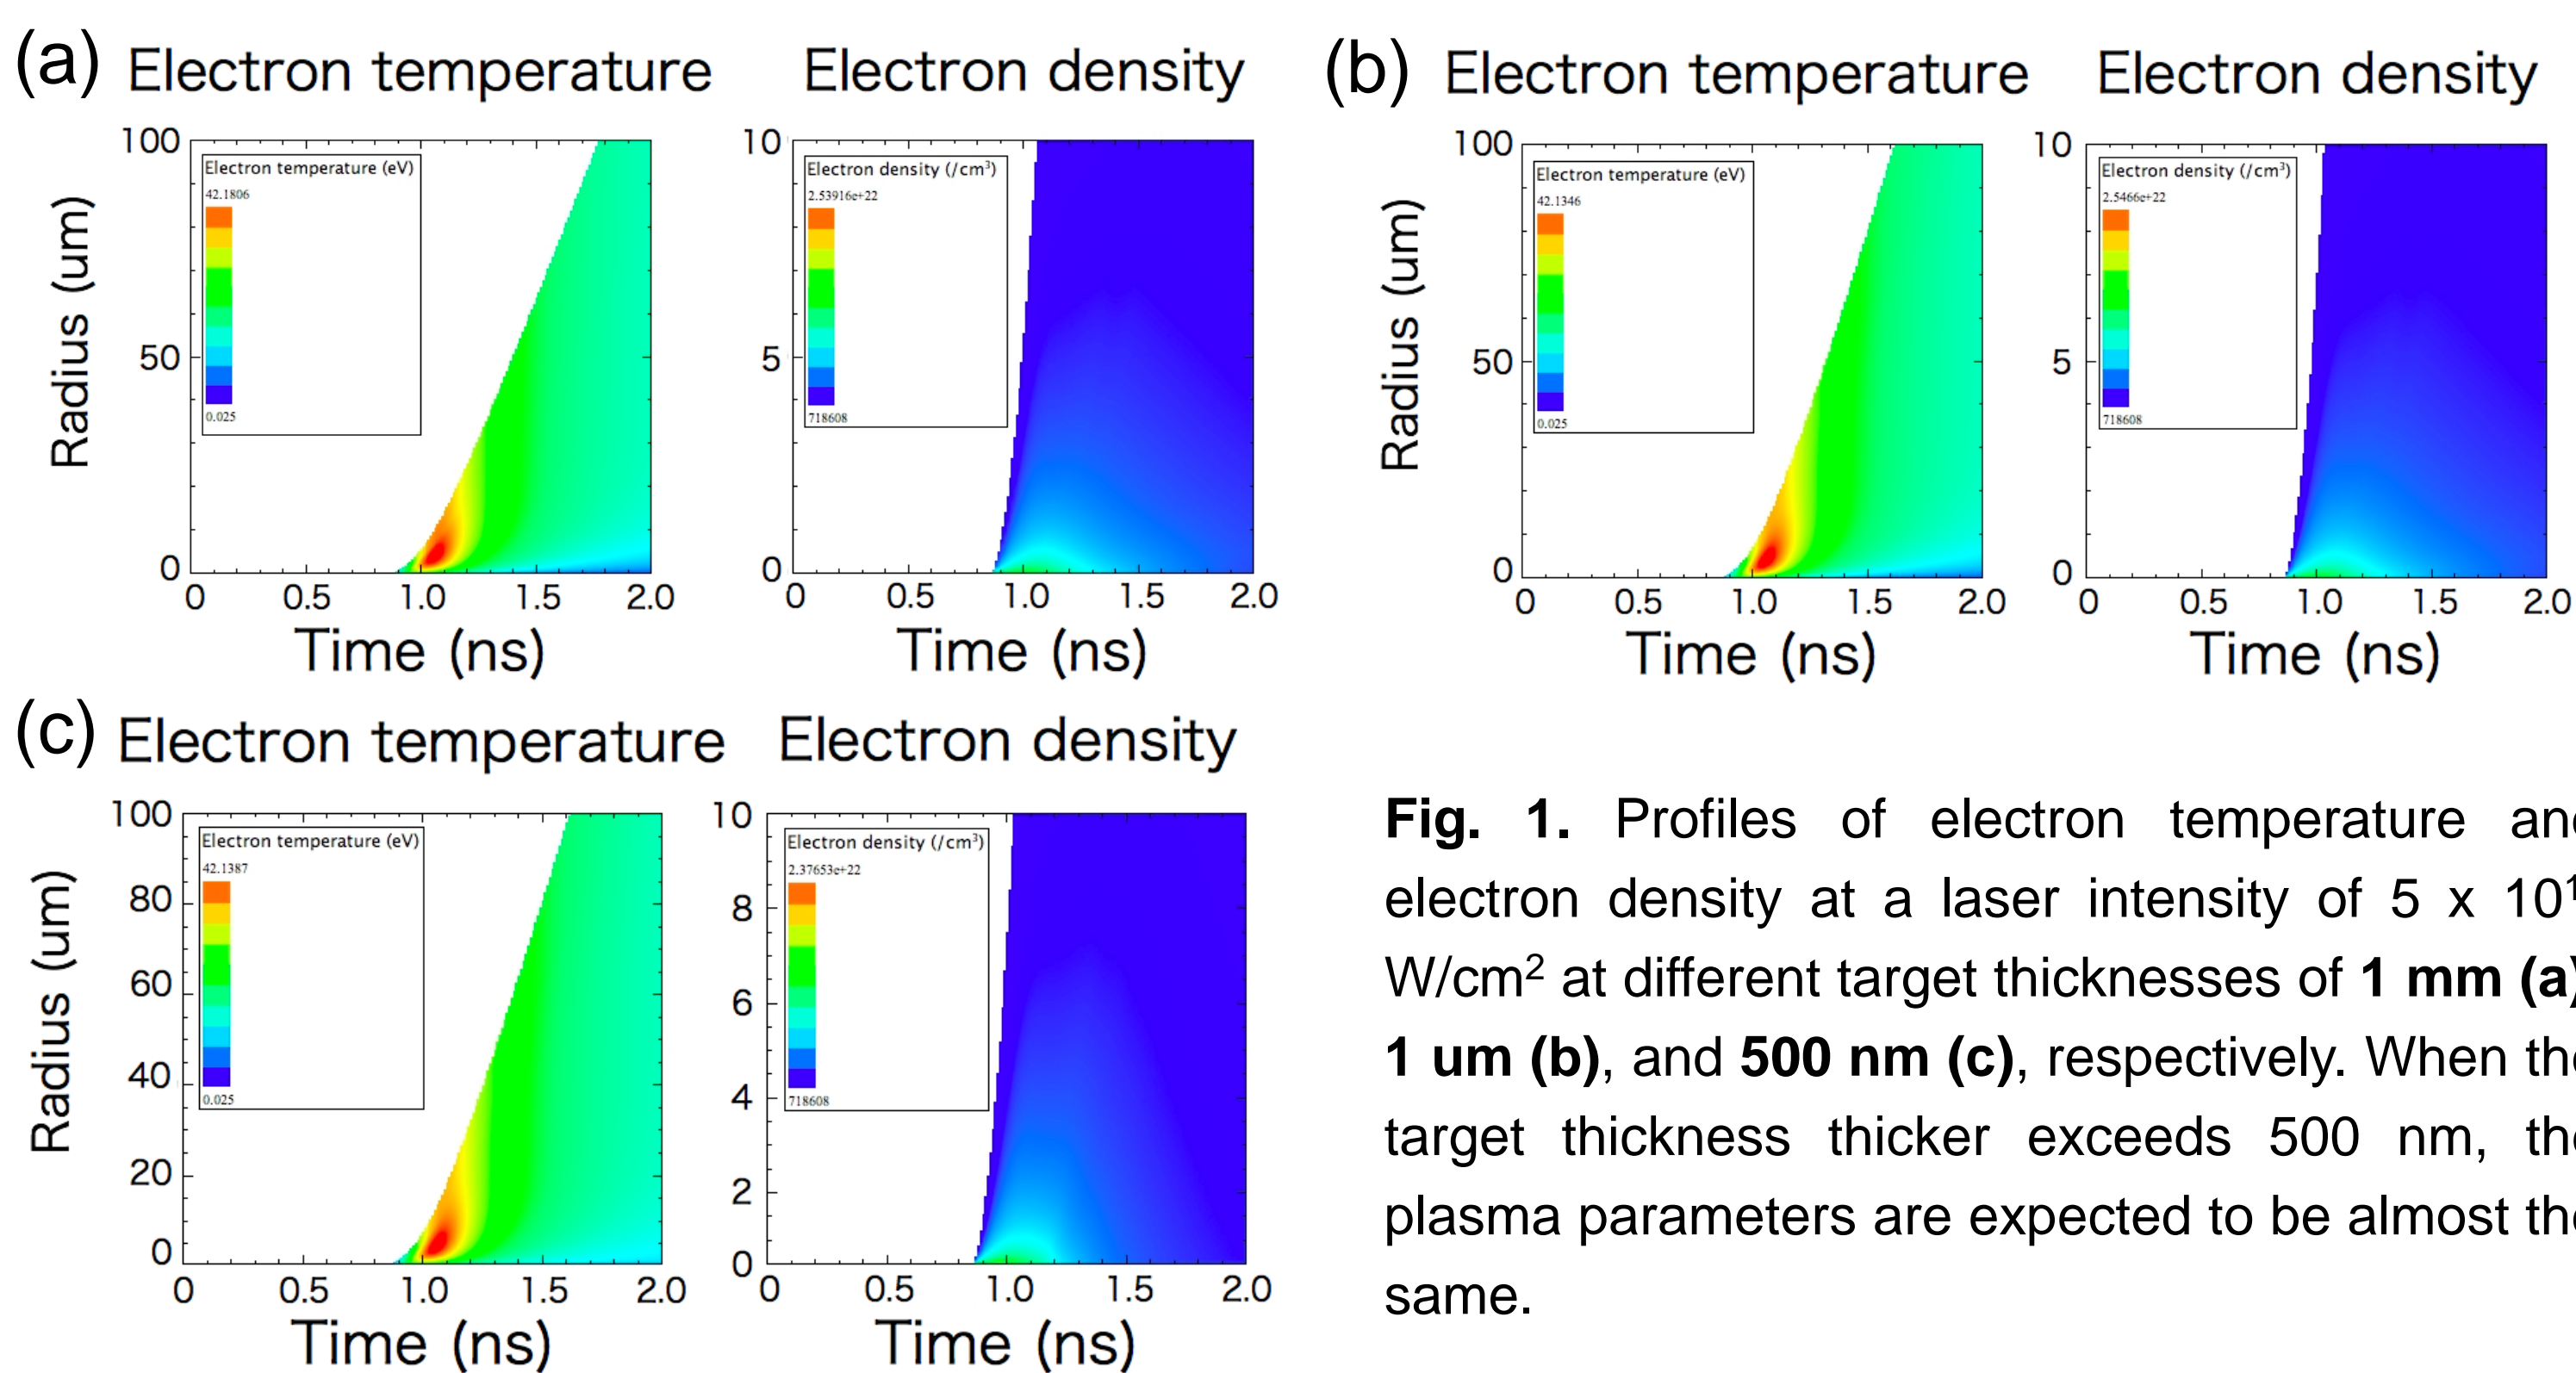 (a) Electron temperature Electron density
100
50
0
Radius (um)
Electron temperature (eV)
42.1806
0.025
0 0.5 1.0 1.5 2.0
Time (ns)
10
5
0
Electron density (/cm³)
2.53916e+22
718608
0 0.5 1.0 1.5 2.0
Time (ns)
(b) Electron temperature Electron density
100
50
0
Radius (um)
Electron temperature (eV)
42.1346
0.025
0 0.5 1.0 1.5 2.0
Time (ns)
10
5
0
Electron density (/cm³)
2.5466e+22
718608
0 0.5 1.0 1.5 2.0
Time (ns)
(c) Electron temperature Electron density
100
80
60
40
20
0
Radius (um)
Electron temperature (eV)
42.1387
0.025
0 0.5 1.0 1.5 2.0
Time (ns)
10
8
6
4
2
0
Electron density (/cm³)
2.37653e+22
718608
0 0.5 1.0 1.5 2.0
Time (ns)
Fig. 1. Profiles of electron temperature an
electron density at a laser intensity of 5 x 10¹
W/cm² at different target thicknesses of 1 mm (a)
1 um (b), and 500 nm (c), respectively. When th
target thickness thicker exceeds 500 nm, th
plasma parameters are expected to be almost th
same.